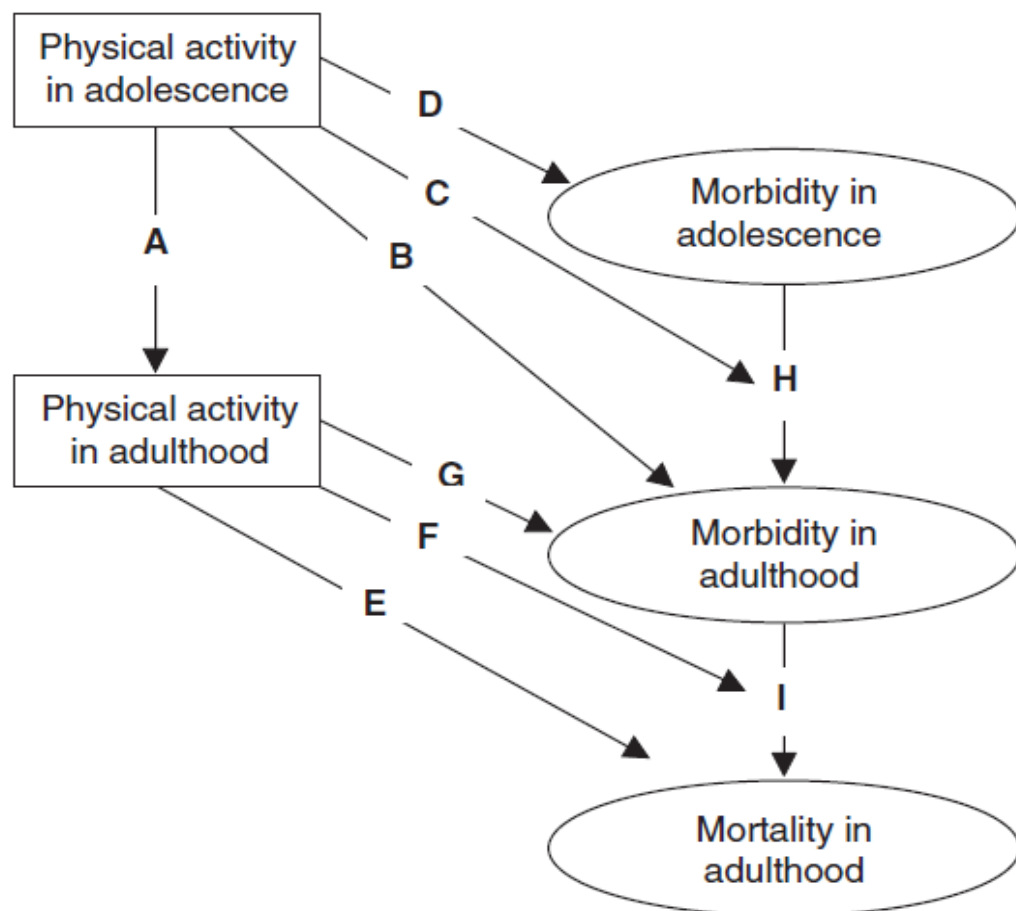 Physical activity
in adolescence
D
Morbidity in
adolescence
C
A
B
H
Physical activity
in adulthood
G
F
Morbidity in
adulthood
E
I
Mortality in
adulthood